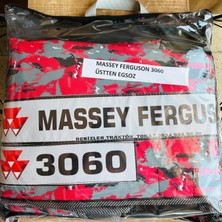 MASSEY FERGUSON 3060
ÜSTTEN EGSOZ
MASSEY FERGUS
3060